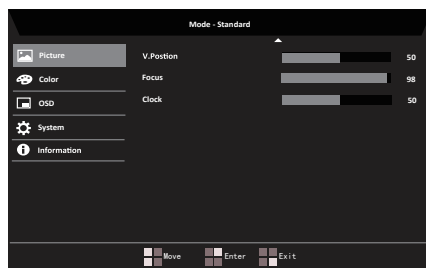 Mode - Standard
Picture
V.Postion 50
Color
Focus 98
OSD
Clock 50
System
Information
Move Enter Exit